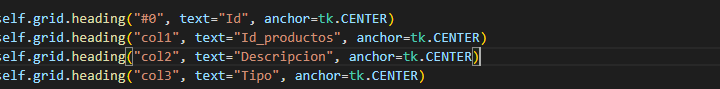 self.grid.heading("#0", text="Id", anchor=tk.CENTER)
self.grid.heading("col1", text="Id_productos", anchor=tk.CENTER)
self.grid.heading("col2", text="Descripcion", anchor=tk.CENTER)
self.grid.heading("col3", text="Tipo", anchor=tk.CENTER)